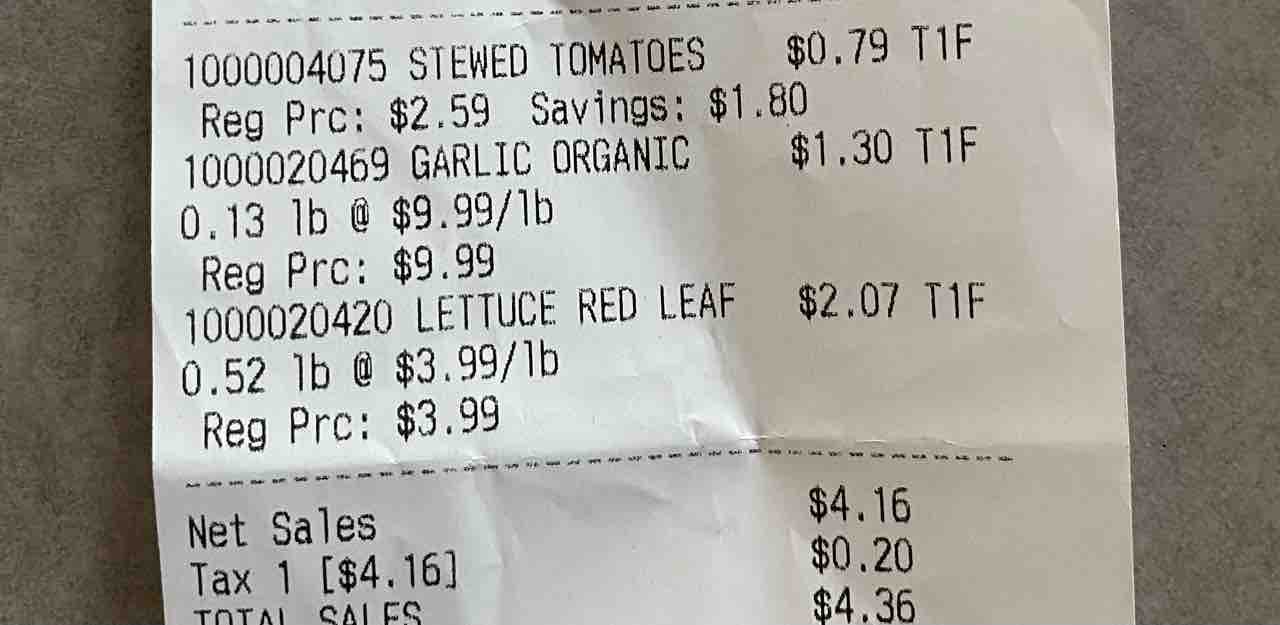 1000004075 STEWED TOMATOES $0.79 T1F
Reg Prc: $2.59 Savings: $1.80
1000020469 GARLIC ORGANIC $1.30 T1F
0.13 lb @ $9.99/lb
Reg Prc: $9.99
1000020420 LETTUCE RED LEAF $2.07 T1F
0.52 lb @ $3.99/lb
Reg Prc: $3.99
Net Sales $4.16
Tax 1 [$4.16] $0.20
TOTAL SALES $4.36